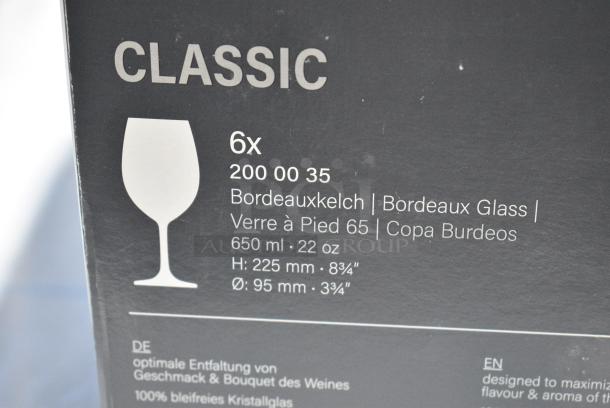 CLASSIC
6x
200 00 35
Bordeauxkelch | Bordeaux Glass |
Verre à Pied 65 | Copa Burdeos
650 ml · 22 oz
H: 225 mm · 8¾"
Ø: 95 mm · 3¾"
DE
optimale Entfaltung von
Geschmack & Bouquet des Weines
100% bleifreies Kristallglas
EN
designed to maximiz
flavour & aroma of th